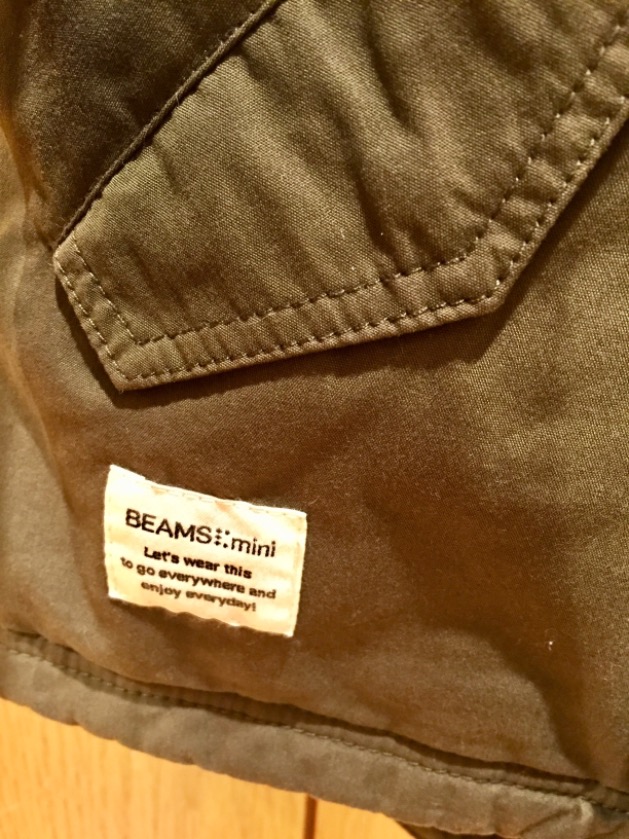 BEAMS mini
Let's wear this
to go everywhere and
enjoy everyday!